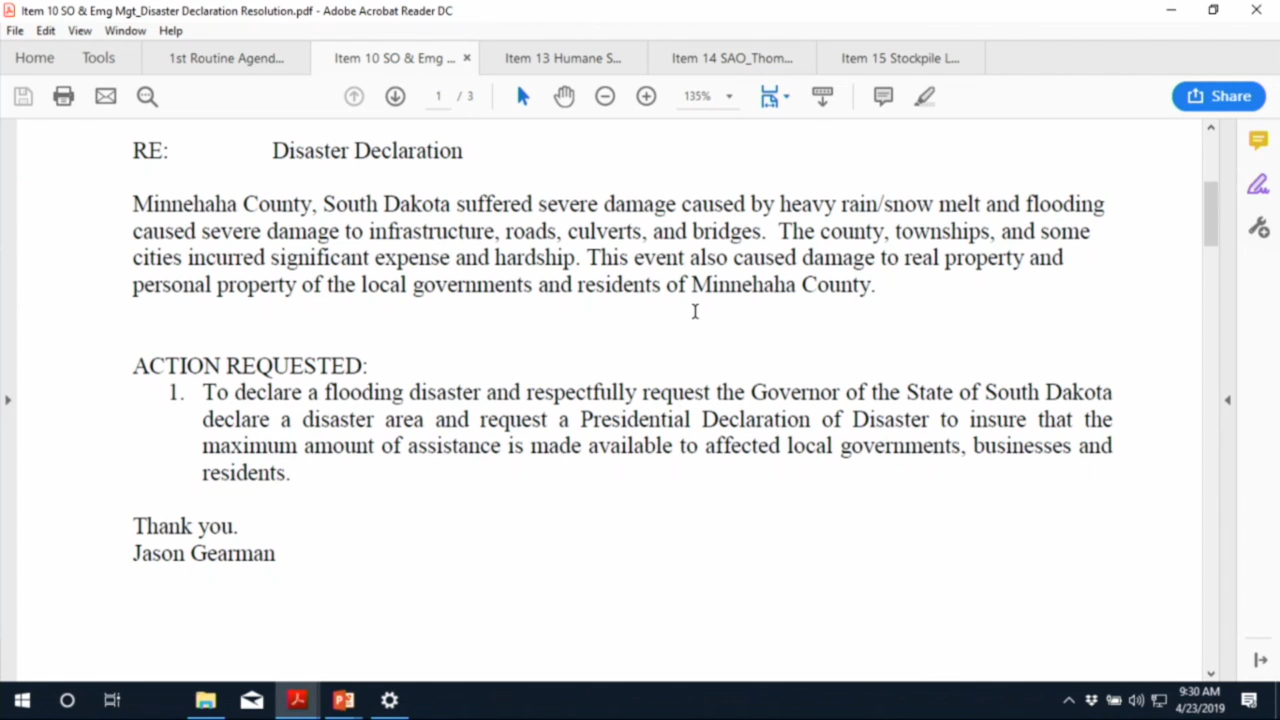 Item 10 SO & Emg Mgt_Disaster Declaration Resolution.pdf - Adobe Acrobat Reader DC
File Edit View Window Help
Home Tools 1st Routine Agend... Item 10 SO & Emg ... × Item 13 Humane S... Item 14 SAO_Thom... Item 15 Stockpile L...
1 / 3 135% Share
RE: Disaster Declaration
Minnehaha County, South Dakota suffered severe damage caused by heavy rain/snow melt and flooding
caused severe damage to infrastructure, roads, culverts, and bridges. The county, townships, and some
cities incurred significant expense and hardship. This event also caused damage to real property and
personal property of the local governments and residents of Minnehaha County.
ACTION REQUESTED:
1. To declare a flooding disaster and respectfully request the Governor of the State of South Dakota
declare a disaster area and request a Presidential Declaration of Disaster to insure that the
maximum amount of assistance is made available to affected local governments, businesses and
residents.
Thank you.
Jason Gearman
9:30 AM
4/23/2019